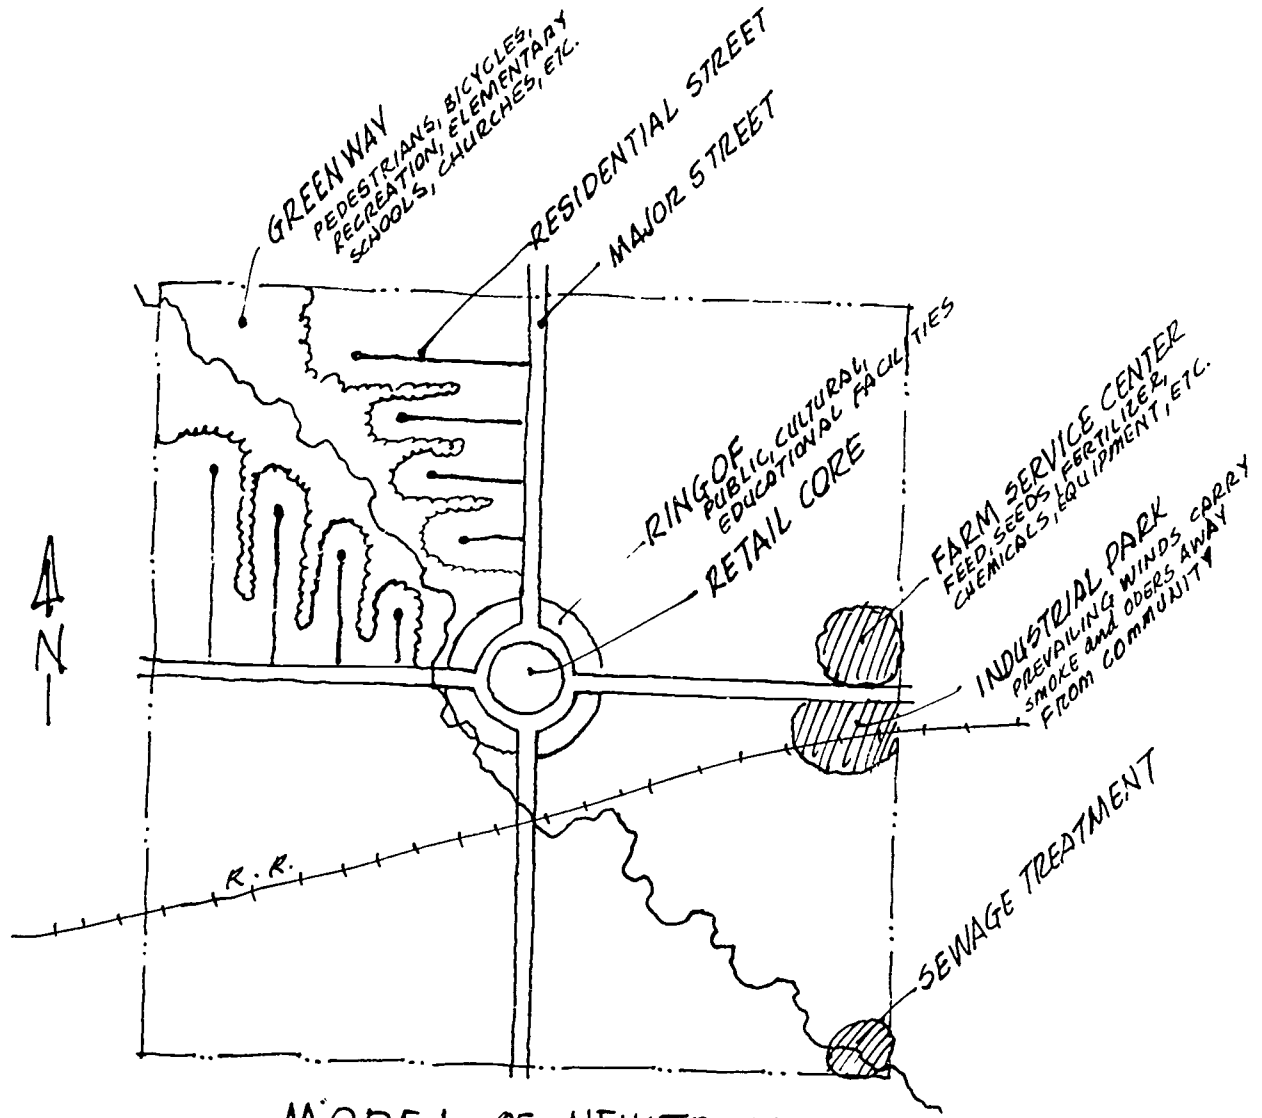 GREENWAY
PEDESTRIANS, BICYCLES,
RECREATION, ELEMENTARY
SCHOOLS, CHURCHES, ETC.
RESIDENTIAL STREET
MAJOR STREET
RING OF
PUBLIC, CULTURAL,
EDUCATIONAL FACILITIES
RETAIL CORE
FARM SERVICE CENTER
FEED, SEEDS, FERTILIZER,
CHEMICALS, EQUIPMENT, ETC.
INDUSTRIAL PARK
PREVAILING WINDS CARRY
SMOKE and ODERS AWAY
FROM COMMUNITY
N
R.R.
SEWAGE TREATMENT
MODEL OF